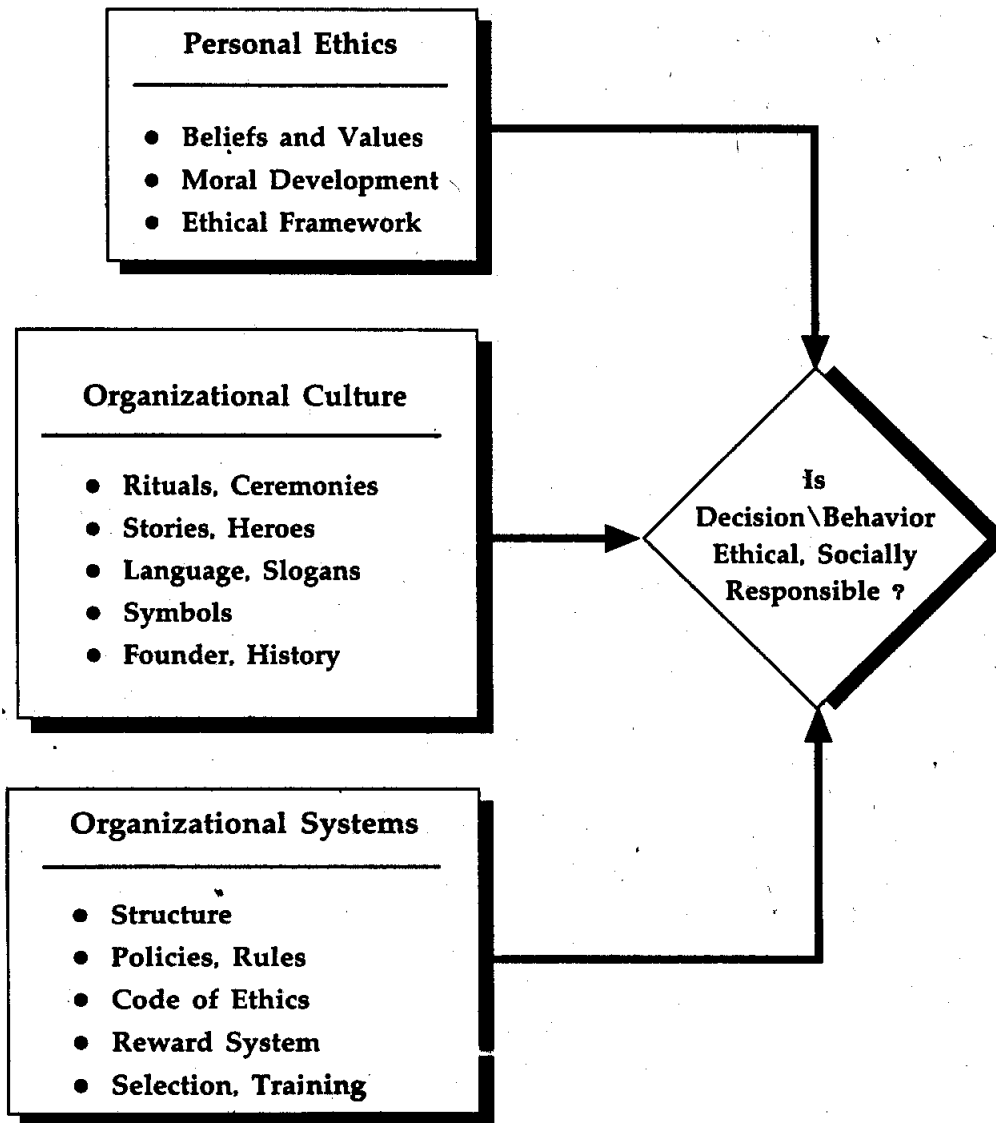 Personal Ethics
● Beliefs and Values
● Moral Development
● Ethical Framework
Organizational Culture
● Rituals, Ceremonies
● Stories, Heroes
● Language, Slogans
● Symbols
● Founder, History
Is
Decision\Behavior
Ethical, Socially
Responsible ?
Organizational Systems
● Structure
● Policies, Rules
● Code of Ethics
● Reward System
● Selection, Training